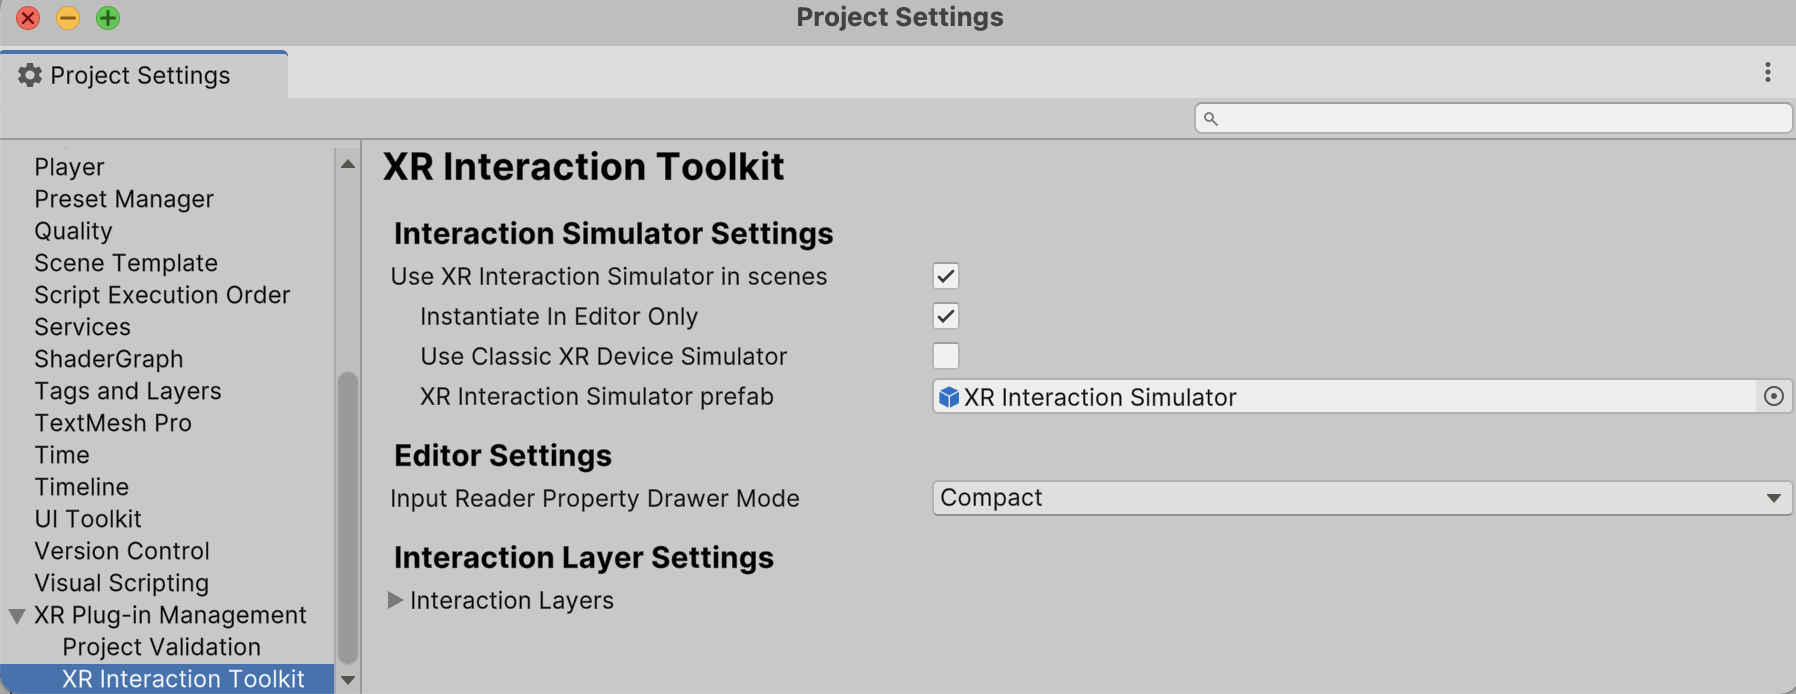 Project Settings
Project Settings
Player
Preset Manager
Quality
Scene Template
Script Execution Order
Services
ShaderGraph
Tags and Layers
TextMesh Pro
Time
Timeline
UI Toolkit
Version Control
Visual Scripting
XR Plug-in Management
Project Validation
XR Interaction Toolkit
XR Interaction Toolkit
Interaction Simulator Settings
Use XR Interaction Simulator in scenes
Instantiate In Editor Only
Use Classic XR Device Simulator
XR Interaction Simulator prefab
XR Interaction Simulator
Editor Settings
Input Reader Property Drawer Mode
Compact
Interaction Layer Settings
Interaction Layers